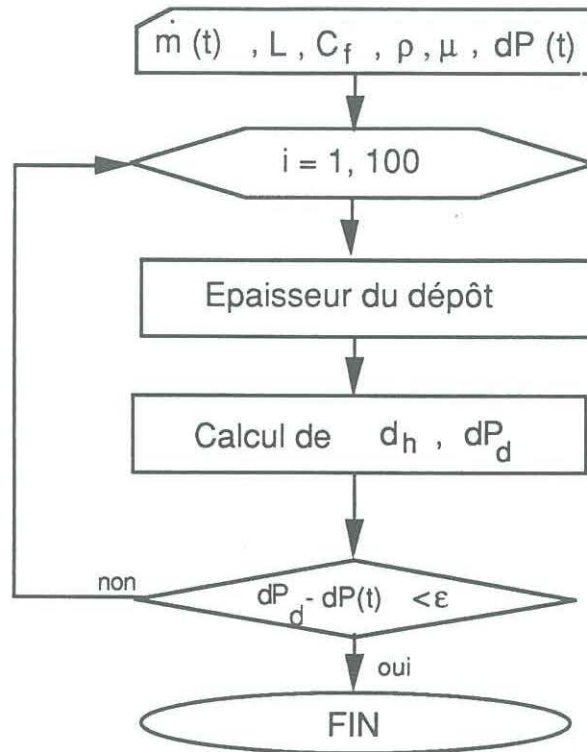 ṁ (t) , L , C_f , ρ , μ , dP (t)
i = 1, 100
Epaisseur du dépôt
Calcul de d_h , dP_d
non
dP_d - dP(t) < ε
oui
FIN